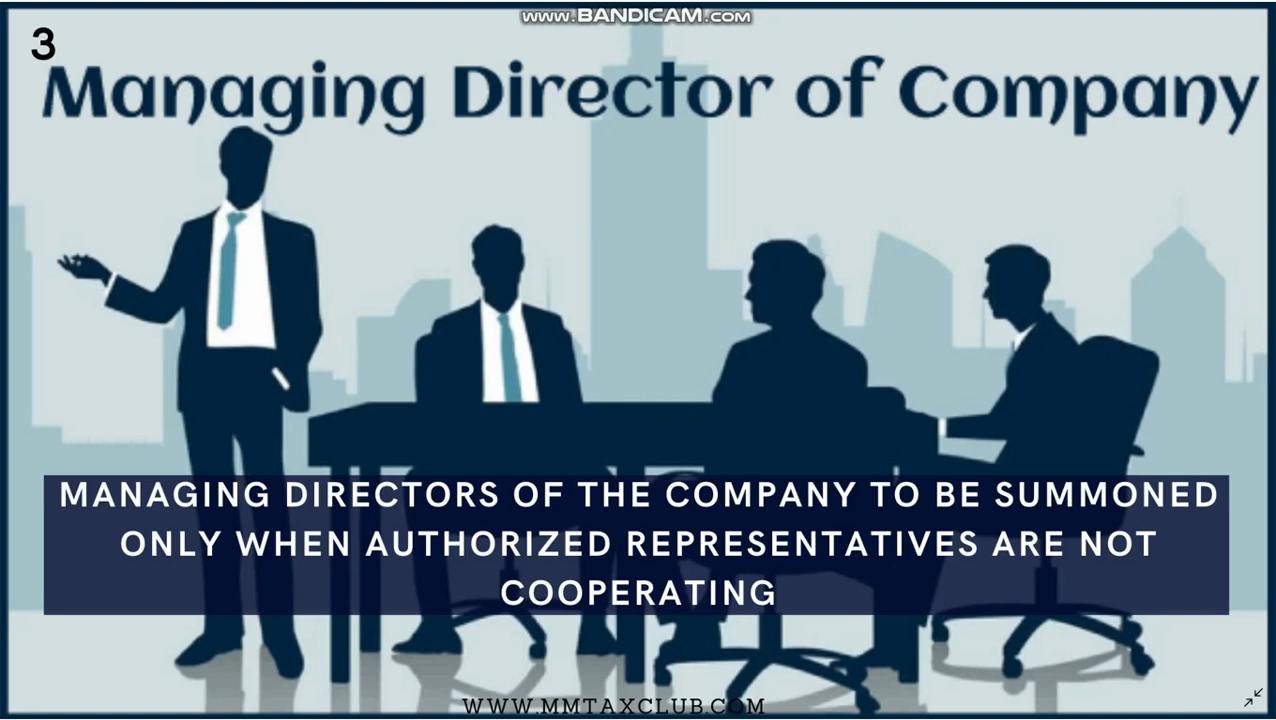 www.BANDICAM.com
3
Managing Director of Company
MANAGING DIRECTORS OF THE COMPANY TO BE SUMMONED
ONLY WHEN AUTHORIZED REPRESENTATIVES ARE NOT
COOPERATING
WWW.MMTAXCLUB.COM